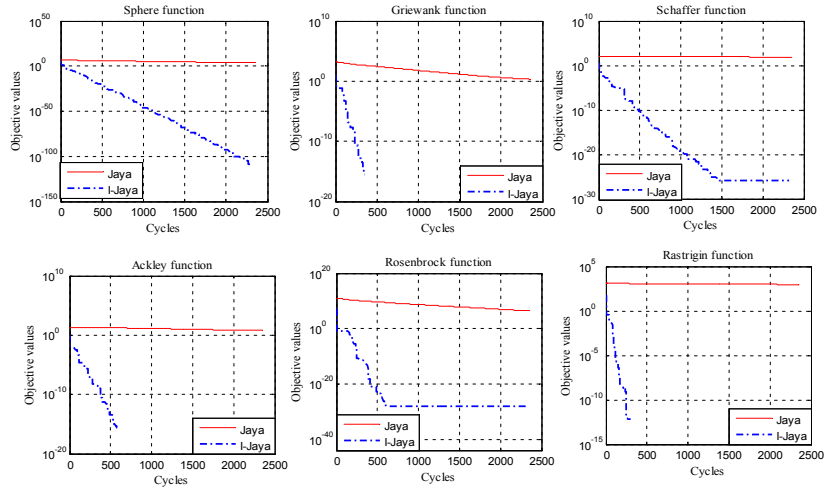 Sphere function
Objective values
10^50
10^0
10^-50
10^-100
10^-150
0 500 1000 1500 2000 2500
Cycles
Jaya
I-Jaya
Griewank function
Objective values
10^10
10^0
10^-10
10^-20
0 500 1000 1500 2000 2500
Cycles
Jaya
I-Jaya
Schaffer function
Objective values
10^10
10^0
10^-10
10^-20
10^-30
0 500 1000 1500 2000 2500
Cycles
Jaya
I-Jaya
Ackley function
Objective values
10^10
10^0
10^-10
10^-20
0 500 1000 1500 2000 2500
Cycles
Jaya
I-Jaya
Rosenbrock function
Objective values
10^20
10^0
10^-20
10^-40
0 500 1000 1500 2000 2500
Cycles
Jaya
I-Jaya
Rastrigin function
Objective values
10^5
10^0
10^-5
10^-10
10^-15
0 500 1000 1500 2000 2500
Cycles
Jaya
I-Jaya